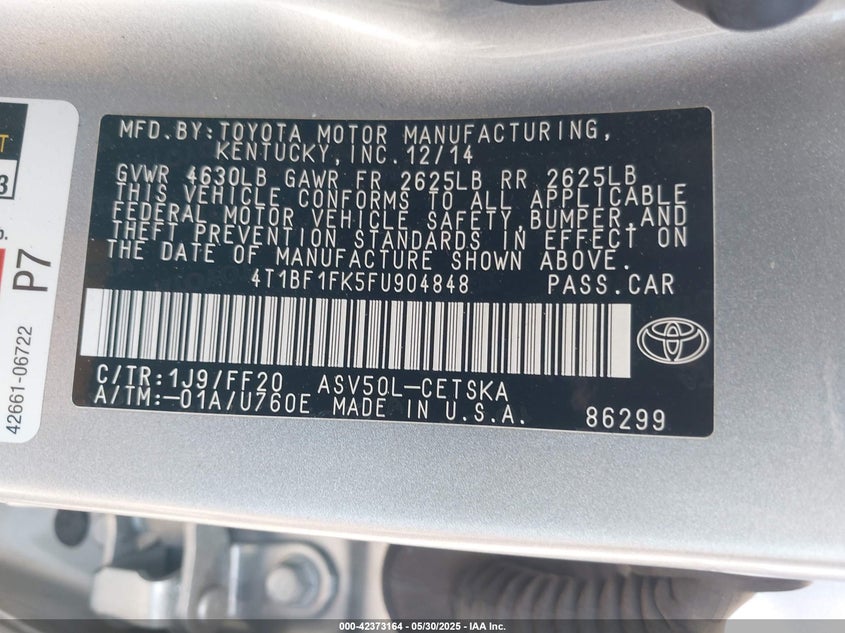 MFD.BY:TOYOTA MOTOR MANUFACTURING,
KENTUCKY,INC.12/14
GVWR 4630LB GAWR FR 2625LB RR 2625LB
THIS VEHICLE CONFORMS TO ALL APPLICABLE
FEDERAL MOTOR VEHICLE SAFETY,BUMPER,AND
THEFT PREVENTION STANDARDS IN EFFECT ON
THE DATE OF MANUFACTURE SHOWN ABOVE.
4T1BF1FK5FU904848 PASS.CAR
C/TR:1J9/FF20 ASV50L-CETSKA
A/TM:-01A/U760E MADE IN U.S.A. 86299
P7
42661-06722
000-42373164 - 05/30/2025 - IAA Inc.